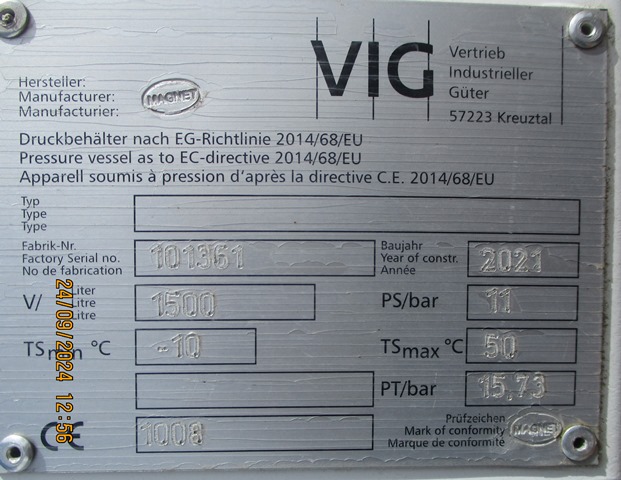 VIG
Vertrieb
Industrieller
Güter
57223 Kreuztal
Hersteller:
Manufacturer:
Manufacturier:
MAGNET
Druckbehälter nach EG-Richtlinie 2014/68/EU
Pressure vessel as to EC-directive 2014/68/EU
Appareil soumis à pression d'après la directive C.E. 2014/68/EU
Typ
Type
Type
Fabrik-Nr.
Factory Serial no.
No de fabrication
101361
Baujahr
Year of constr.
Année
2021
V/
Liter
Litre
Litre
1500
PS/bar
11
TSmin °C
-10
TSmax °C
50
PT/bar
15,73
CE
1008
Prüfzeichen
Mark of conformity
Marque de conformité
MAGNET
24/09/2024 12:56